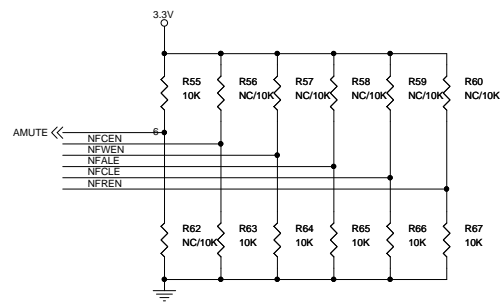 3.3V
R55 R56 R57 R58 R59 R60
10K NC/10K NC/10K NC/10K NC/10K NC/10K
AMUTE 6
NFCEN
NFWEN
NFALE
NFCLE
NFREN
R62 R63 R64 R65 R66 R67
NC/10K 10K 10K 10K 10K 10K